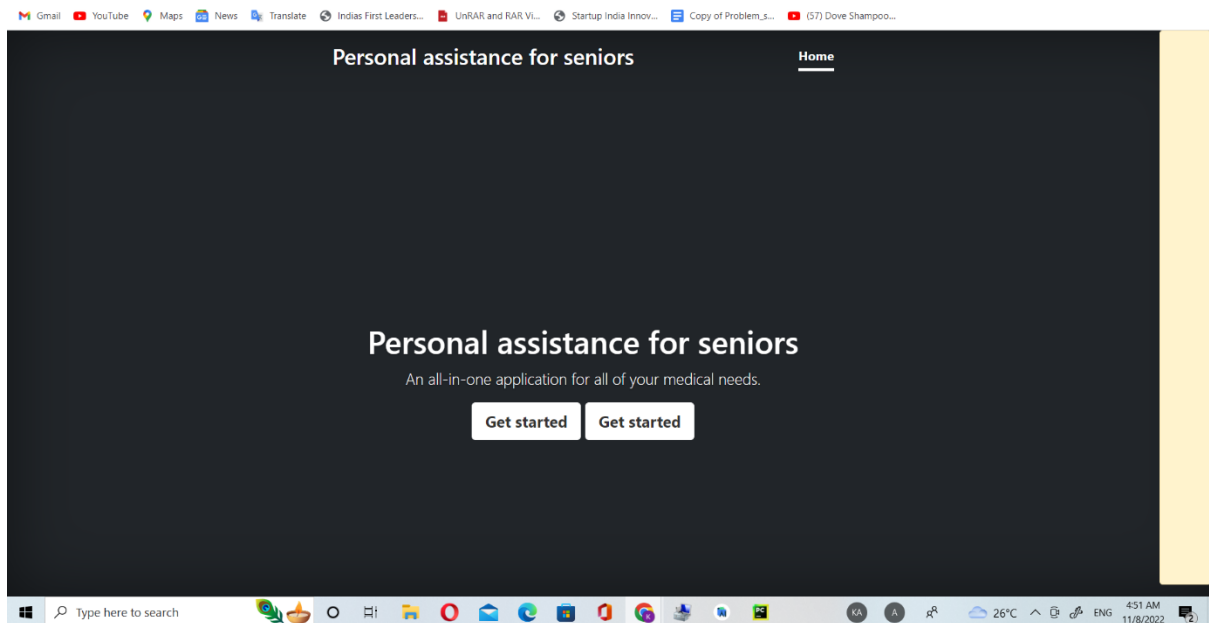 Gmail YouTube Maps News Translate Indias First Leaders... UnRAR and RAR Vi... Startup India Innov... Copy of Problem_s... (57) Dove Shampoo...
Personal assistance for seniors Home
Personal assistance for seniors
An all-in-one application for all of your medical needs.
Get started Get started
Type here to search KA A 26°C ENG 4:51 AM
11/8/2022 2